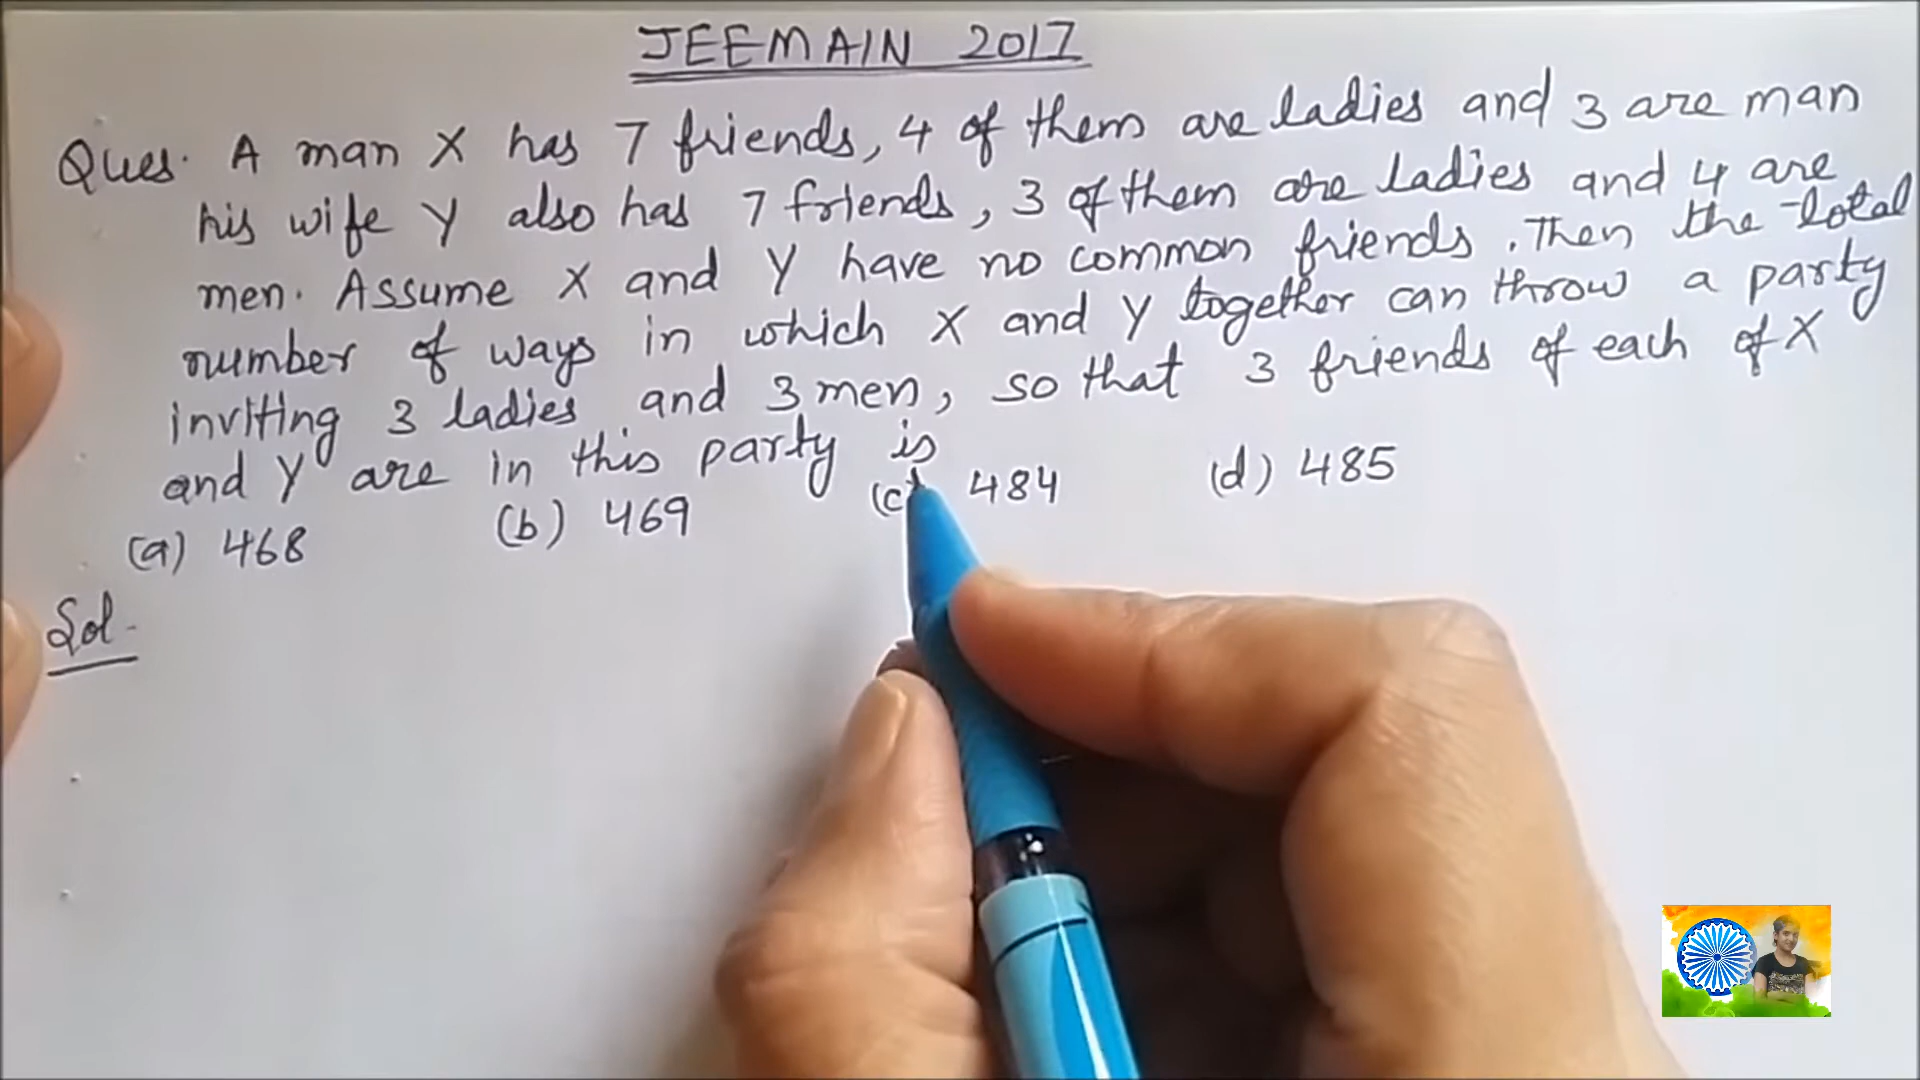 JEEMAIN 2017
Ques. A man X has 7 friends, 4 of them are ladies and 3 are man
his wife Y also has 7 friends, 3 of them are ladies and 4 are
men. Assume X and Y have no common friends. Then the total
number of ways in which X and Y together can throw a party
inviting 3 ladies and 3 men, so that 3 friends of each of X
and Y are in this party is
(a) 468 (b) 469 (c) 484 (d) 485
Sol.